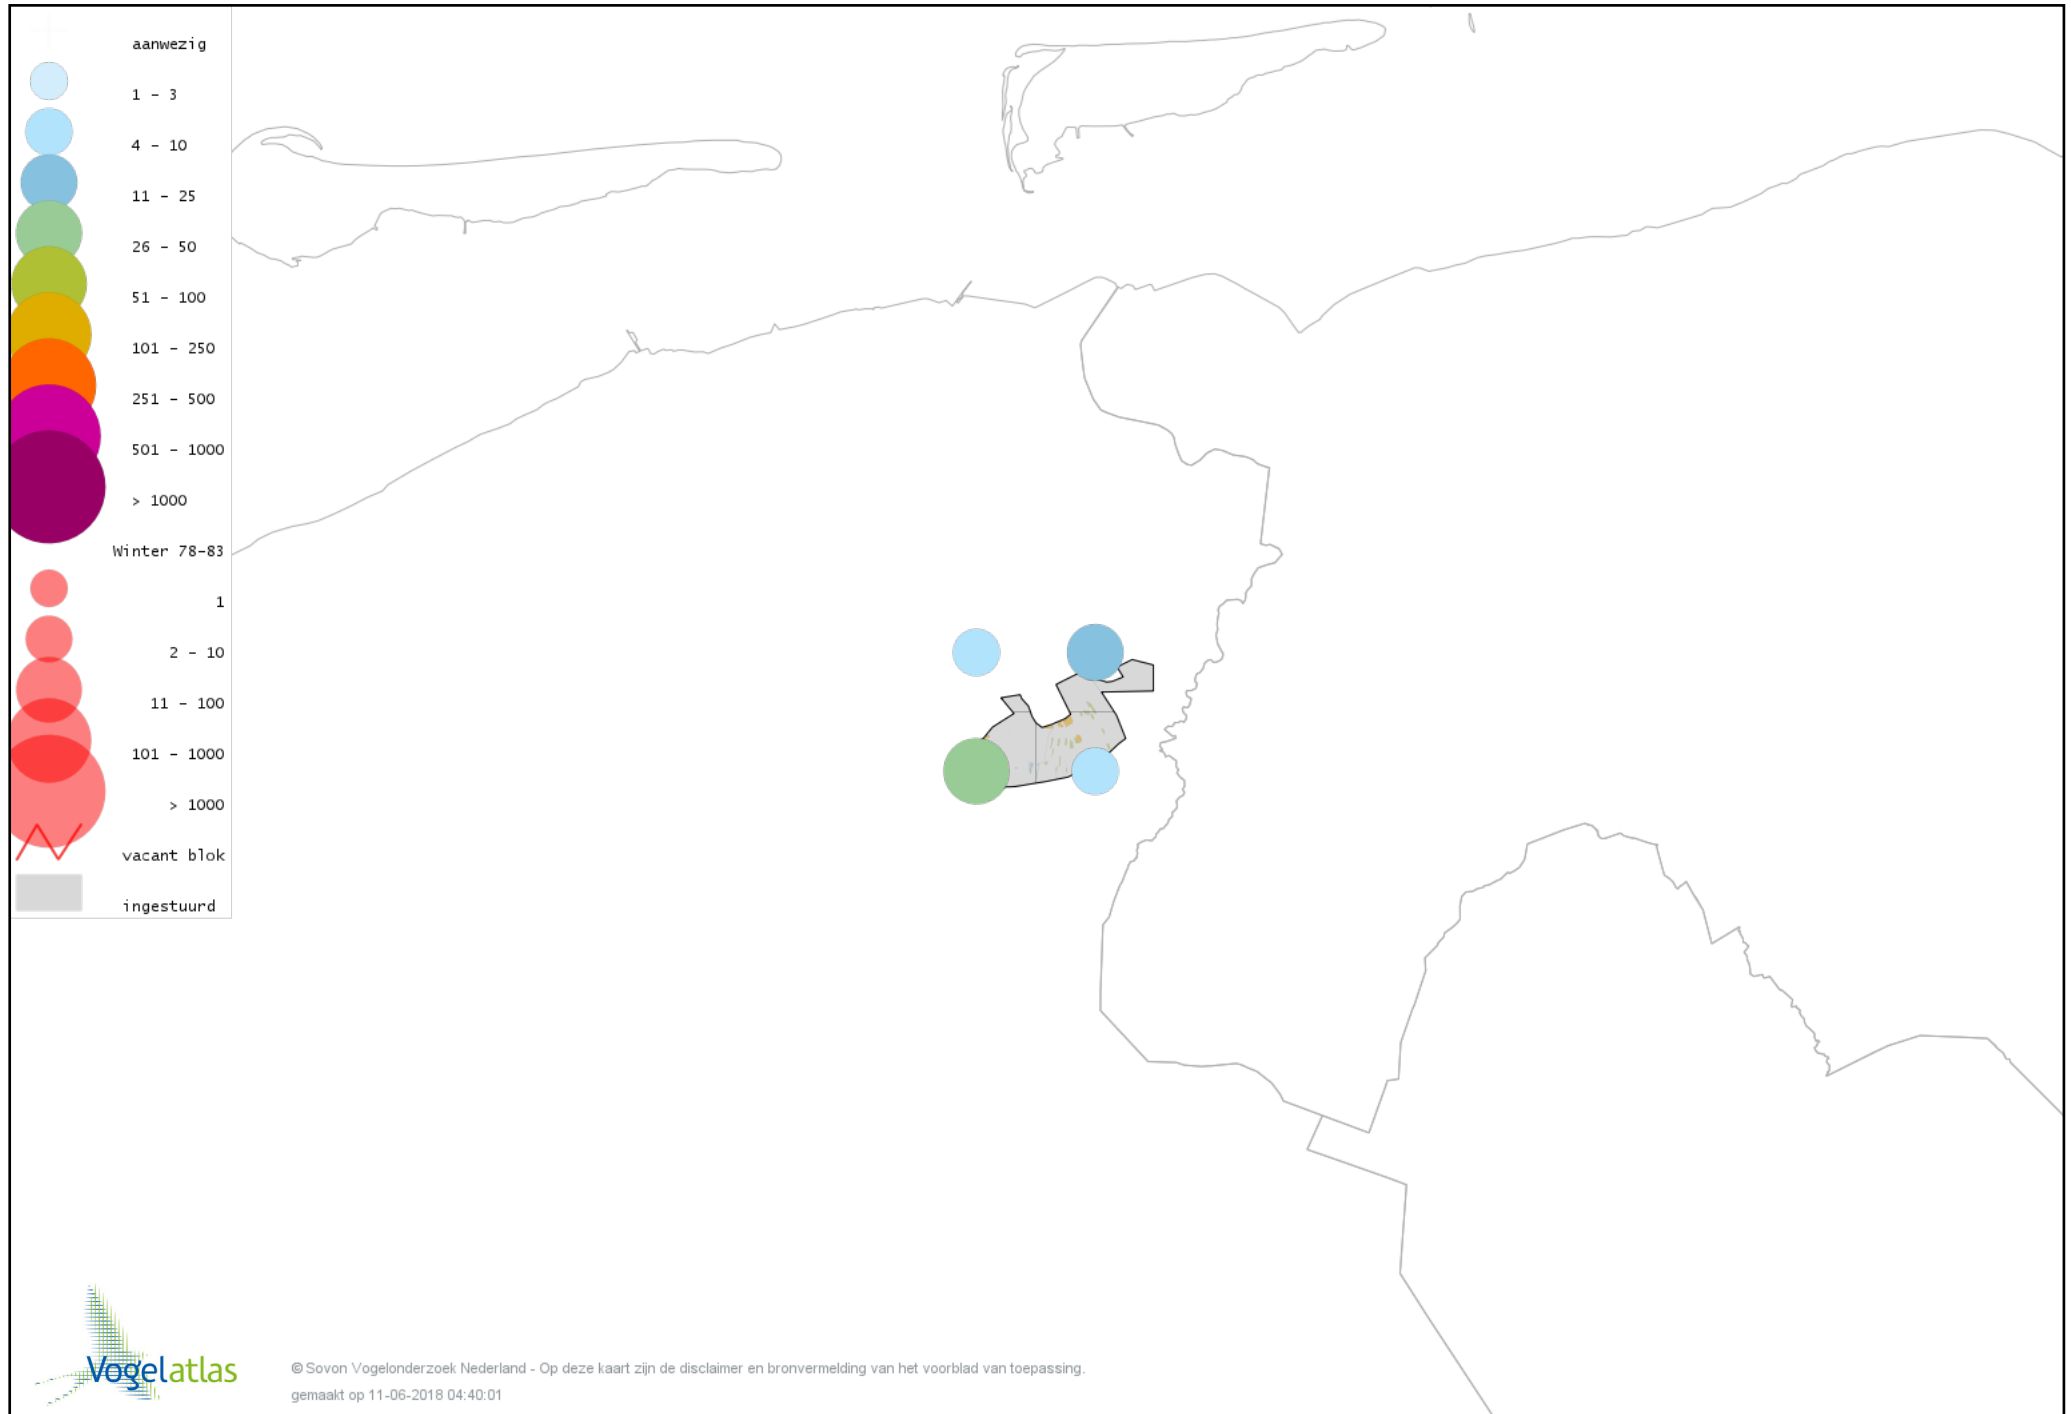 aanwezig
1 - 3
4 - 10
11 - 25
26 - 50
51 - 100
101 - 250
251 - 500
501 - 1000
> 1000
Winter 78-83
1
2 - 10
11 - 100
101 - 1000
> 1000
vacant blok
ingestuurd
Vogelatlas
© Sovon Vogelonderzoek Nederland - Op deze kaart zijn de disclaimer en bronvermelding van het voorblad van toepassing.
gemaakt op 11-06-2018 04:40:01